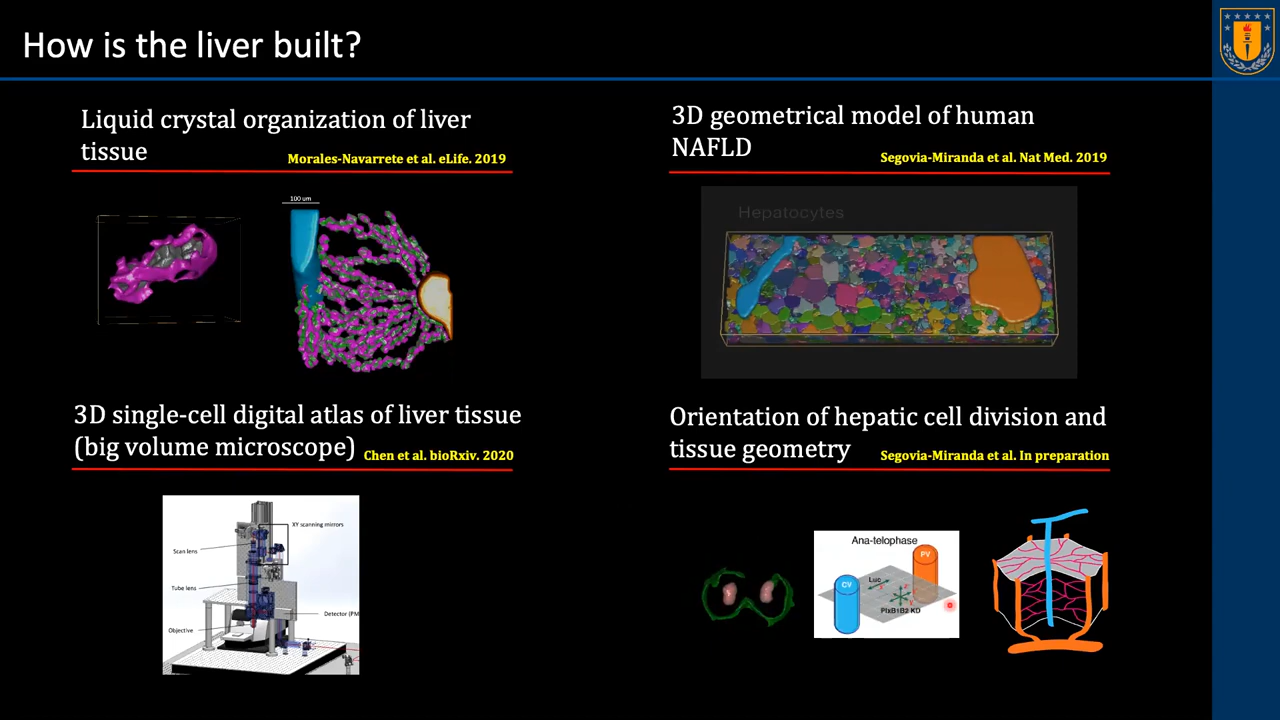 How is the liver built?
Liquid crystal organization of liver
tissue
Morales-Navarrete et al. eLife. 2019
100 um
3D geometrical model of human
NAFLD
Segovia-Miranda et al. Nat Med. 2019
Hepatocytes
3D single-cell digital atlas of liver tissue
(big volume microscope)
Chen et al. bioRxiv. 2020
XY scanning mirrors
Scan lens
Tube lens
Detector (PM
Objective
Orientation of hepatic cell division and
tissue geometry
Segovia-Miranda et al. In preparation
Ana-telophase
PV
Luc
CV
PlxB1B2 KD